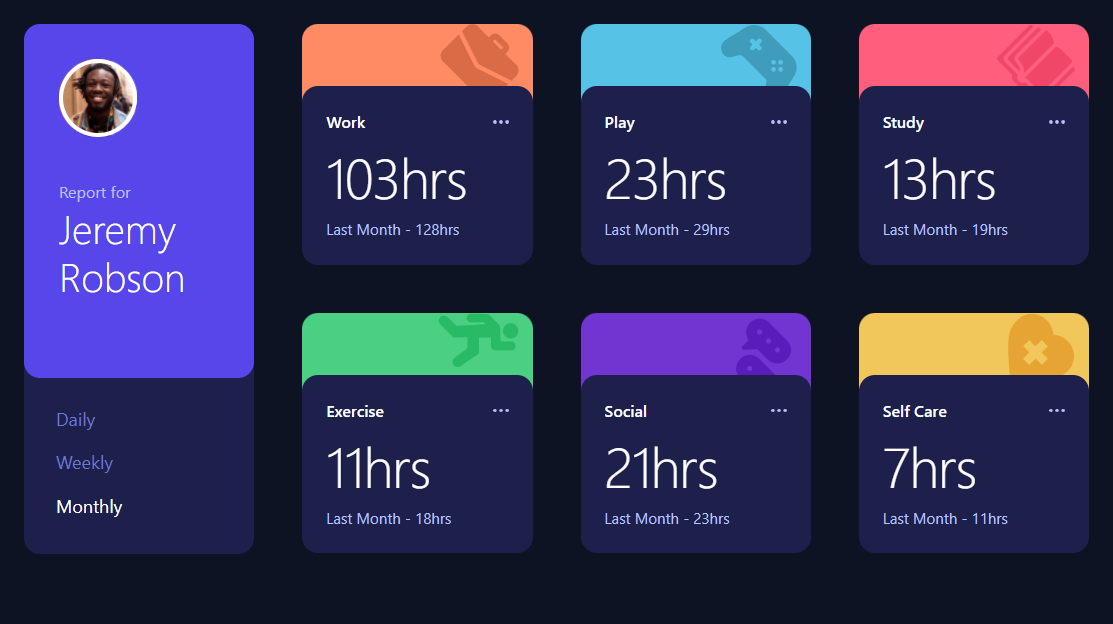 Report for
Jeremy
Robson
Daily
Weekly
Monthly
Work
103hrs
Last Month - 128hrs
Play
23hrs
Last Month - 29hrs
Study
13hrs
Last Month - 19hrs
Exercise
11hrs
Last Month - 18hrs
Social
21hrs
Last Month - 23hrs
Self Care
7hrs
Last Month - 11hrs